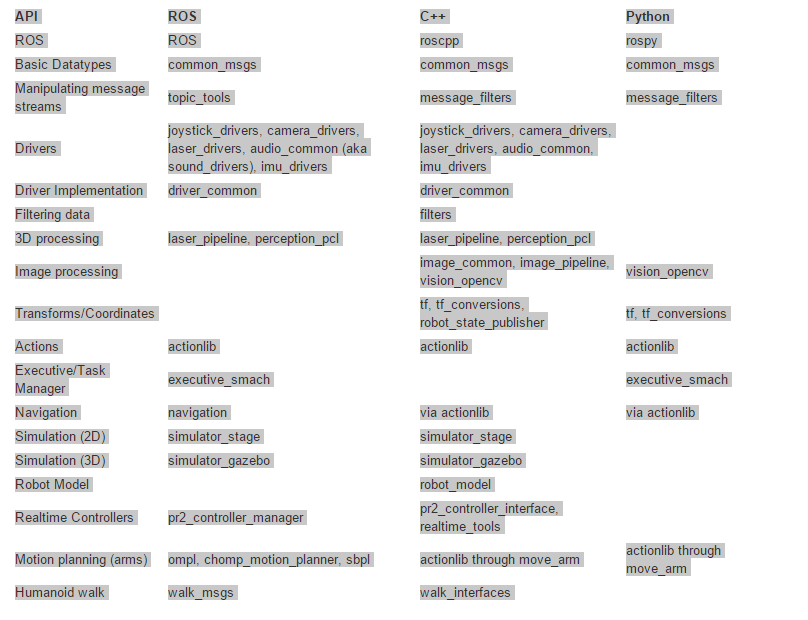 API ROS C++ Python
ROS ROS roscpp rospy
Basic Datatypes common_msgs common_msgs common_msgs
Manipulating message
streams topic_tools message_filters message_filters
Drivers joystick_drivers, camera_drivers,
laser_drivers, audio_common (aka
sound_drivers), imu_drivers joystick_drivers, camera_drivers,
laser_drivers, audio_common,
imu_drivers
Driver Implementation driver_common driver_common
Filtering data filters
3D processing laser_pipeline, perception_pcl laser_pipeline, perception_pcl
Image processing image_common, image_pipeline,
vision_opencv vision_opencv
Transforms/Coordinates tf, tf_conversions,
robot_state_publisher tf, tf_conversions
Actions actionlib actionlib actionlib
Executive/Task
Manager executive_smach executive_smach
Navigation navigation via actionlib via actionlib
Simulation (2D) simulator_stage simulator_stage
Simulation (3D) simulator_gazebo simulator_gazebo
Robot Model robot_model
Realtime Controllers pr2_controller_manager pr2_controller_interface,
realtime_tools
Motion planning (arms) ompl, chomp_motion_planner, sbpl actionlib through move_arm actionlib through
move_arm
Humanoid walk walk_msgs walk_interfaces